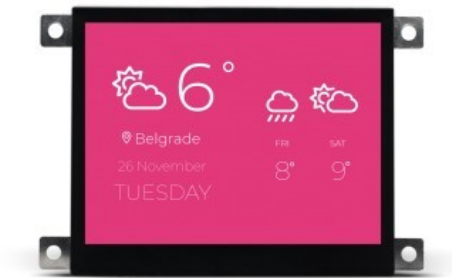 6°
Belgrade
26 November
TUESDAY
FRI SAT
8° 9°